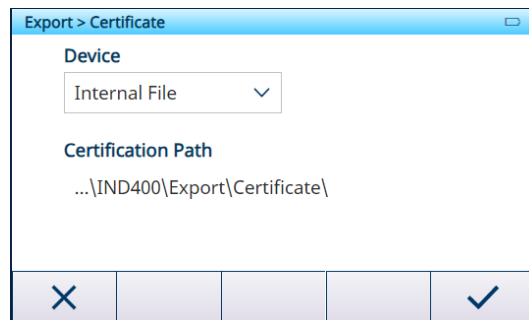 Export > Certificate
Device
Internal File
Certification Path
...\IND400\Export\Certificate\